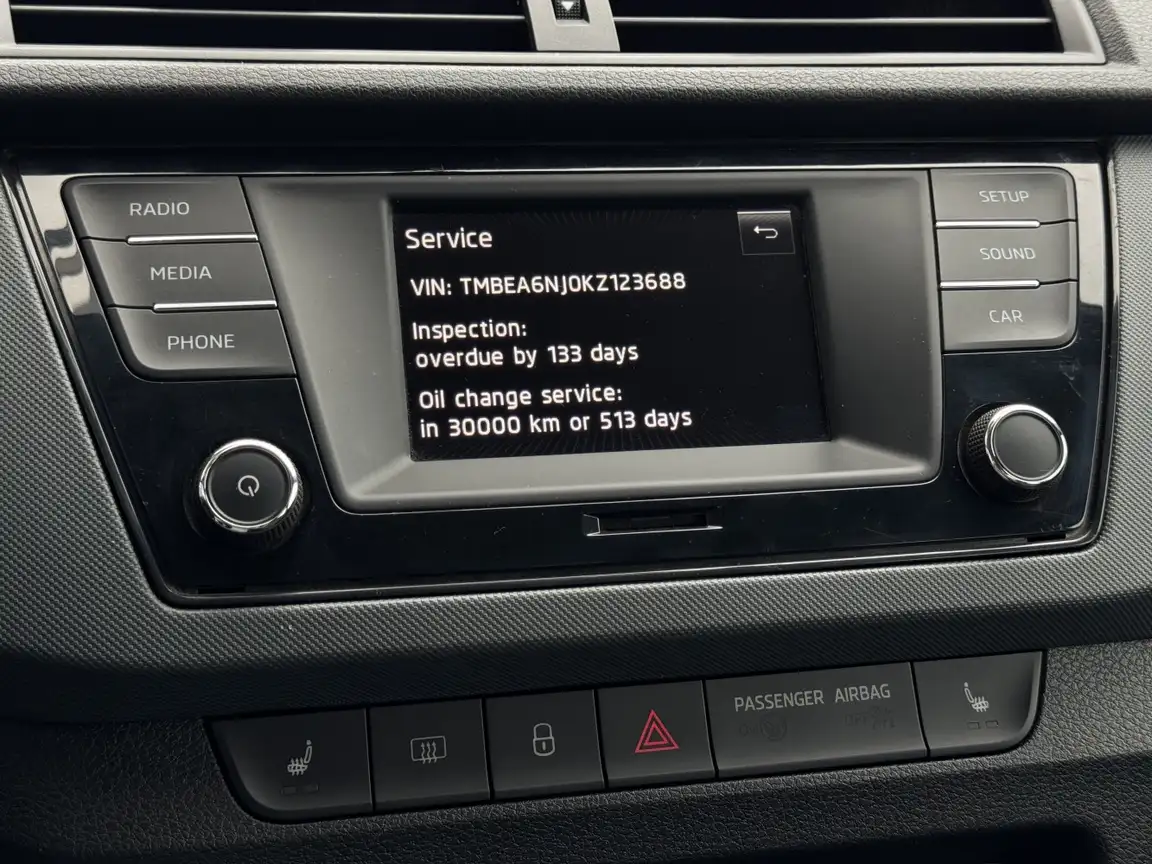 RADIO
MEDIA
PHONE
Service
VIN: TMBEA6NJ0KZ123688
Inspection:
overdue by 133 days
Oil change service:
in 30000 km or 513 days
SETUP
SOUND
CAR
PASSENGER AIRBAG